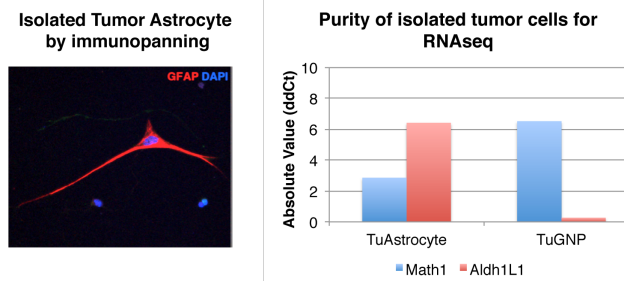 Isolated Tumor Astrocyte
by immunopanning
GFAP DAPI
Purity of isolated tumor cells for
RNAseq
Absolute Value (ddCt)
10
8
6
4
2
0
TuAstrocyte TuGNP
Math1 Aldh1L1